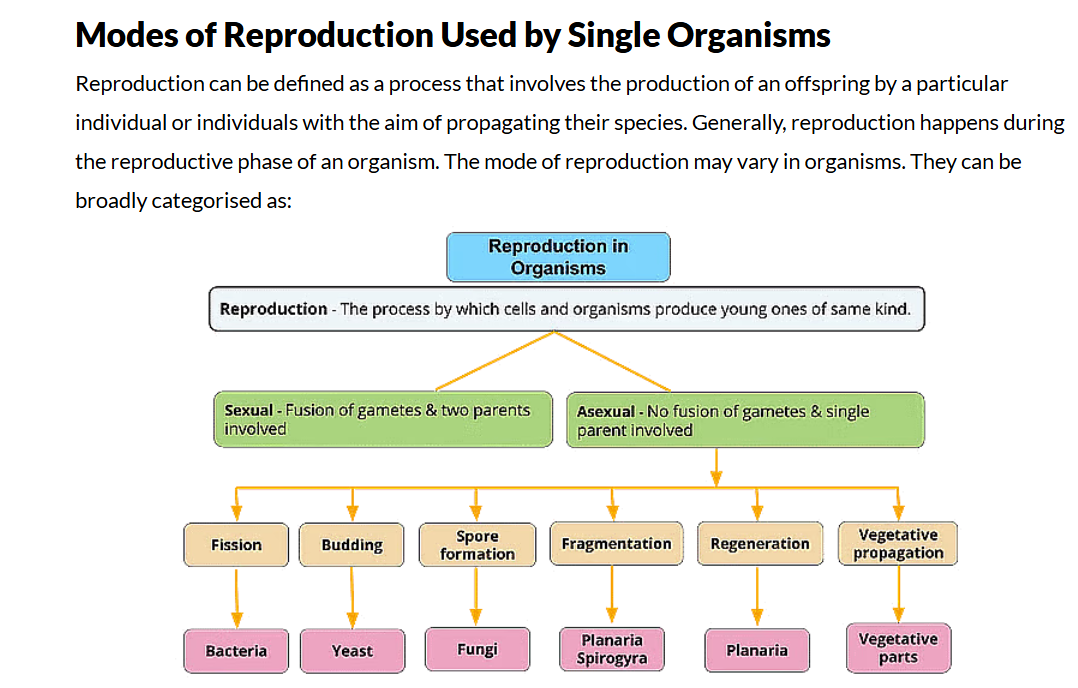 Modes of Reproduction Used by Single Organisms
Reproduction can be defined as a process that involves the production of an offspring by a particular
individual or individuals with the aim of propagating their species. Generally, reproduction happens during
the reproductive phase of an organism. The mode of reproduction may vary in organisms. They can be
broadly categorised as:
Reproduction in
Organisms
Reproduction - The process by which cells and organisms produce young ones of same kind.
Sexual - Fusion of gametes & two parents
involved
Asexual - No fusion of gametes & single
parent involved
Fission
Budding
Spore
formation
Fragmentation
Regeneration
Vegetative
propagation
Bacteria
Yeast
Fungi
Planaria
Spirogyra
Planaria
Vegetative
parts